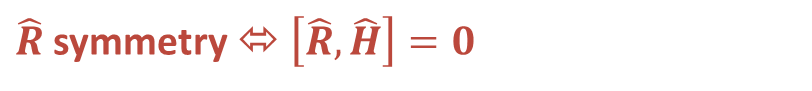 R̂ symmetry ⇔ [R̂, Ĥ] = 0